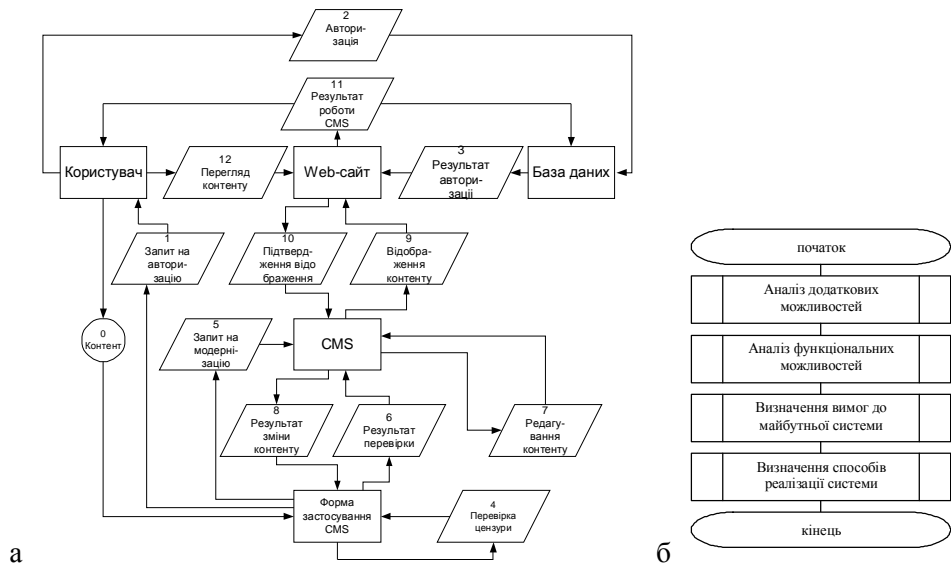 2
Автори-
зація
11
Результат
роботи
CMS
Користувач
12
Перегляд
контенту
Web-сайт
3
Результат
автори-
зації
База даних
1
Запит на
автори-
зацію
10
Підтверд-
ження відо
браження
9
Відобра-
ження
контенту
0
Контент
5
Запит на
модерні-
зацію
CMS
8
Результат
зміни
контенту
6
Результат
перевірки
7
Редагу-
вання
контенту
Форма
застосування
CMS
4
Перевірка
цензури
а
початок
Аналіз додаткових
можливостей
Аналіз функціональних
можливостей
Визначення вимог до
майбутньої системи
Визначення способів
реалізації системи
кінець
б